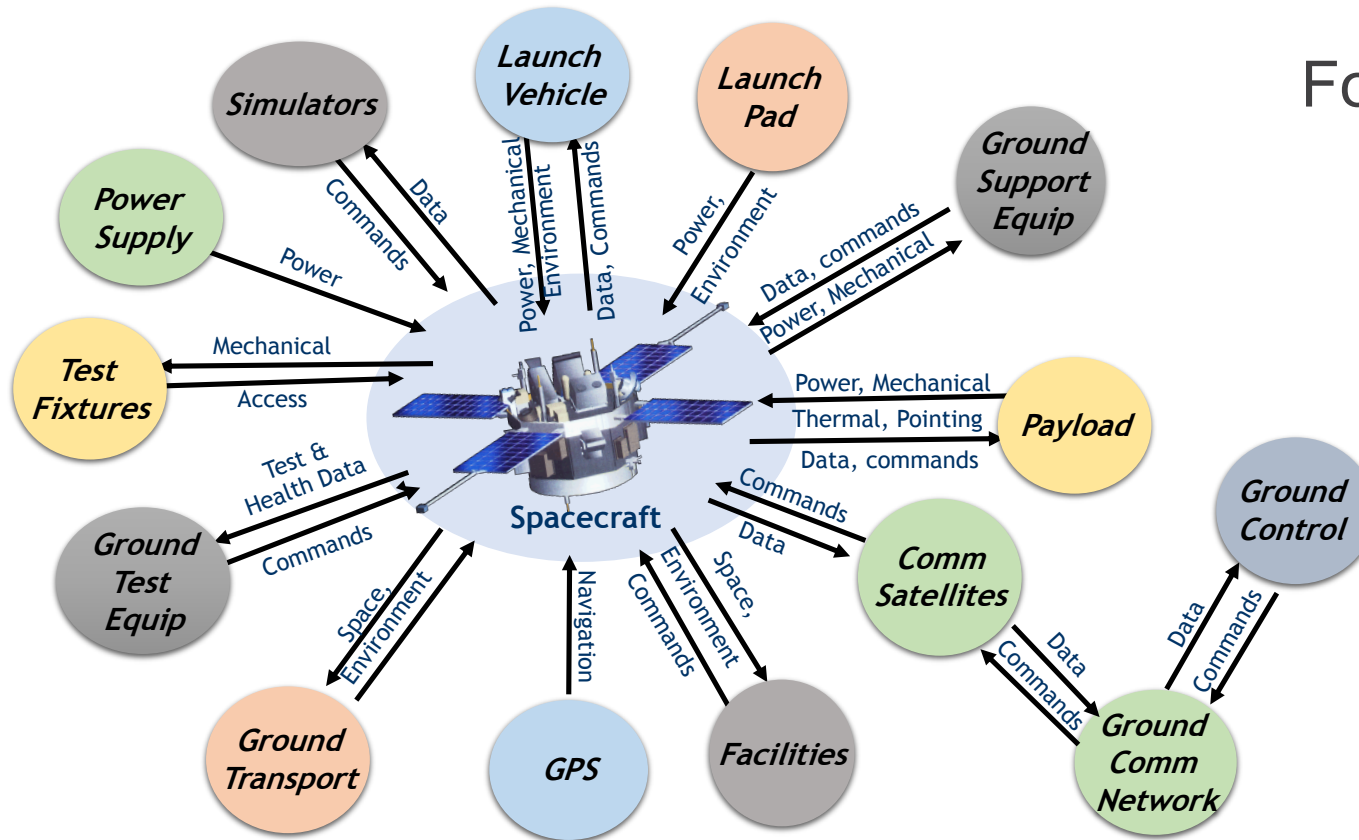 Fo
Launch
Vehicle
Launch
Pad
Simulators
Ground
Support
Equip
Power
Supply
Commands
Data
Power, Mechanical
Environment
Data, Commands
Power,
Environment
Data, commands
Power, Mechanical
Power
Test
Fixtures
Mechanical
Access
Power, Mechanical
Thermal, Pointing
Data, commands
Payload
Ground
Control
Test &
Health Data
Commands
Spacecraft
Commands
Data
Ground
Test
Equip
Comm
Satellites
Space,
Environment
Navigation
Space,
Environment
Commands
Data
Commands
Data
Commands
Ground
Transport
GPS
Facilities
Ground
Comm
Network